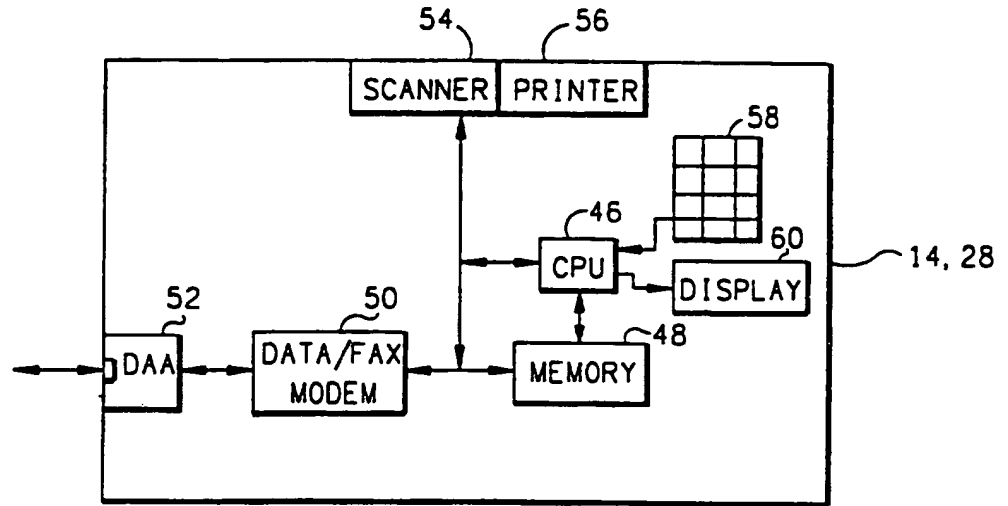 54
56
SCANNER
PRINTER
58
46
CPU
60
DISPLAY
14, 28
52
DAA
50
DATA/FAX
MODEM
48
MEMORY